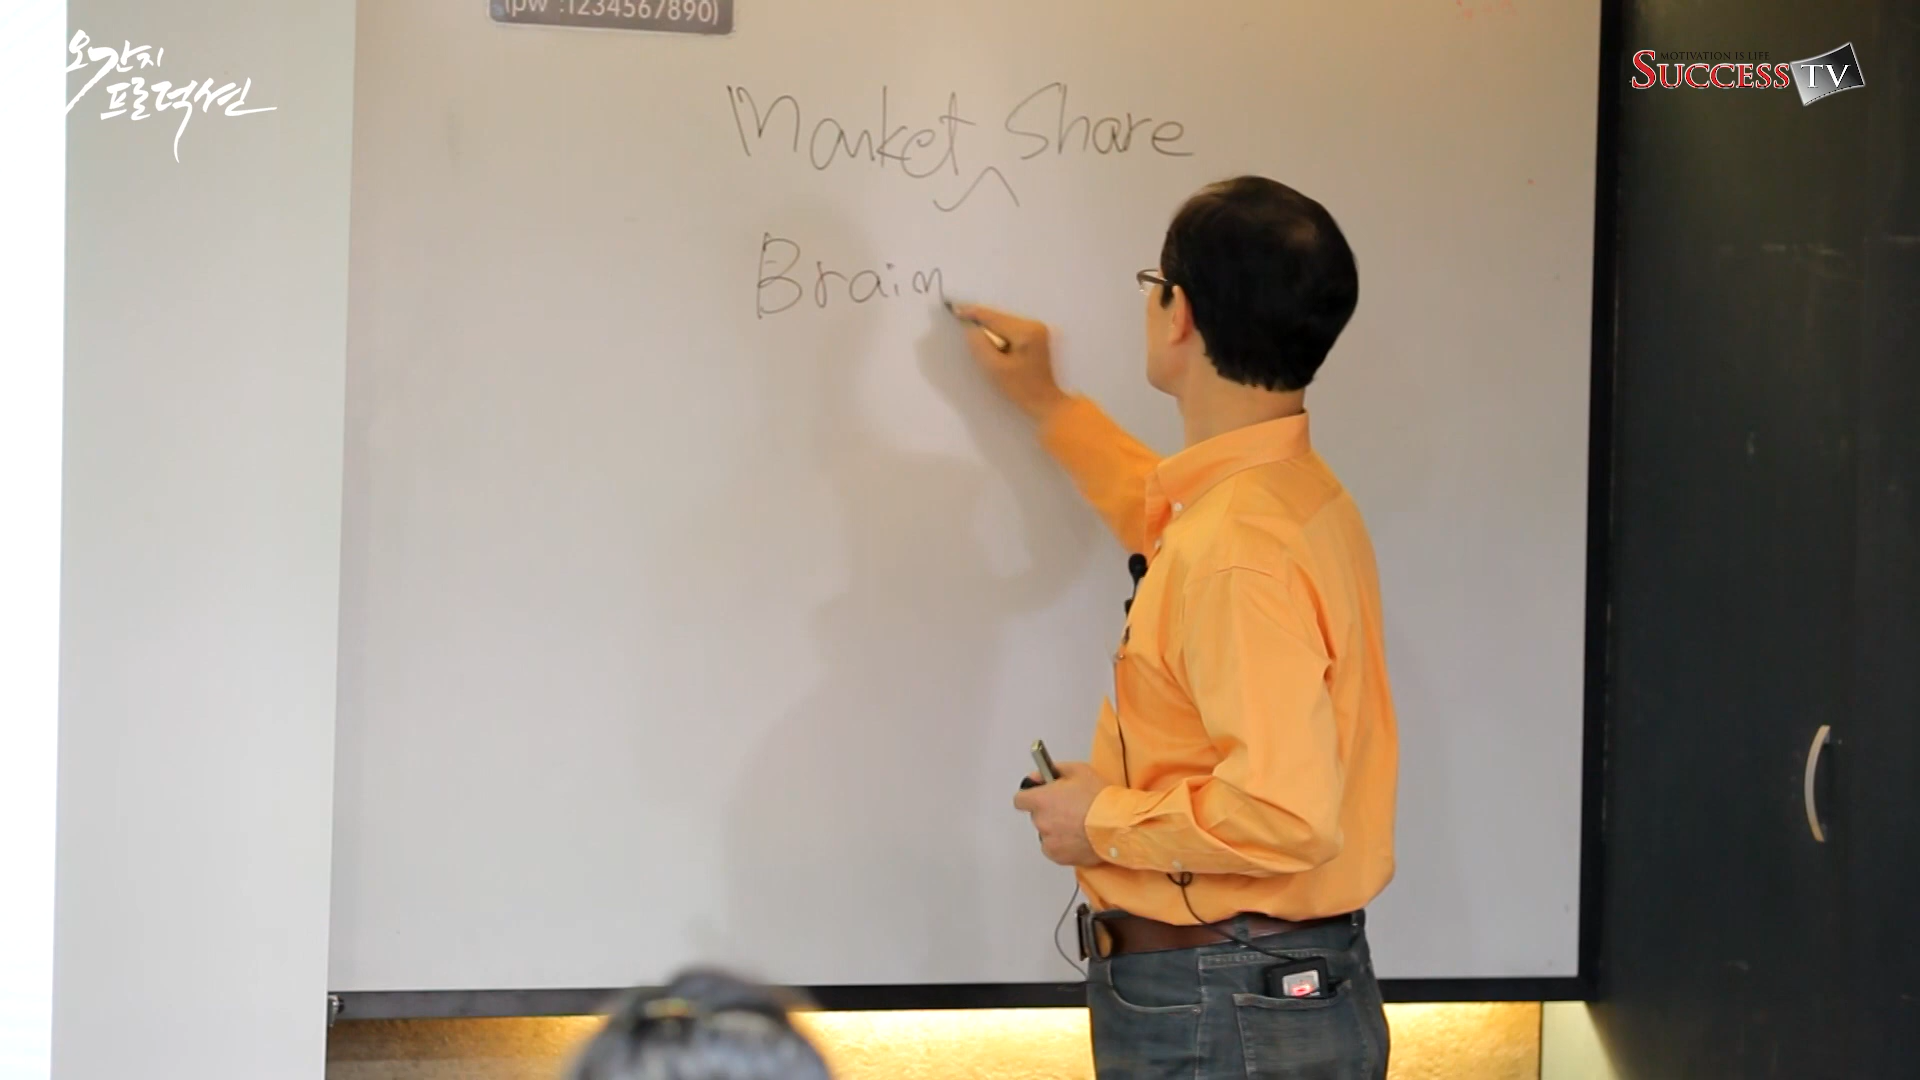 (pw :1234567890)
오간지
프로덕션
MOTIVATION IS LIFE
SUCCESS TV
Market Share
Brain